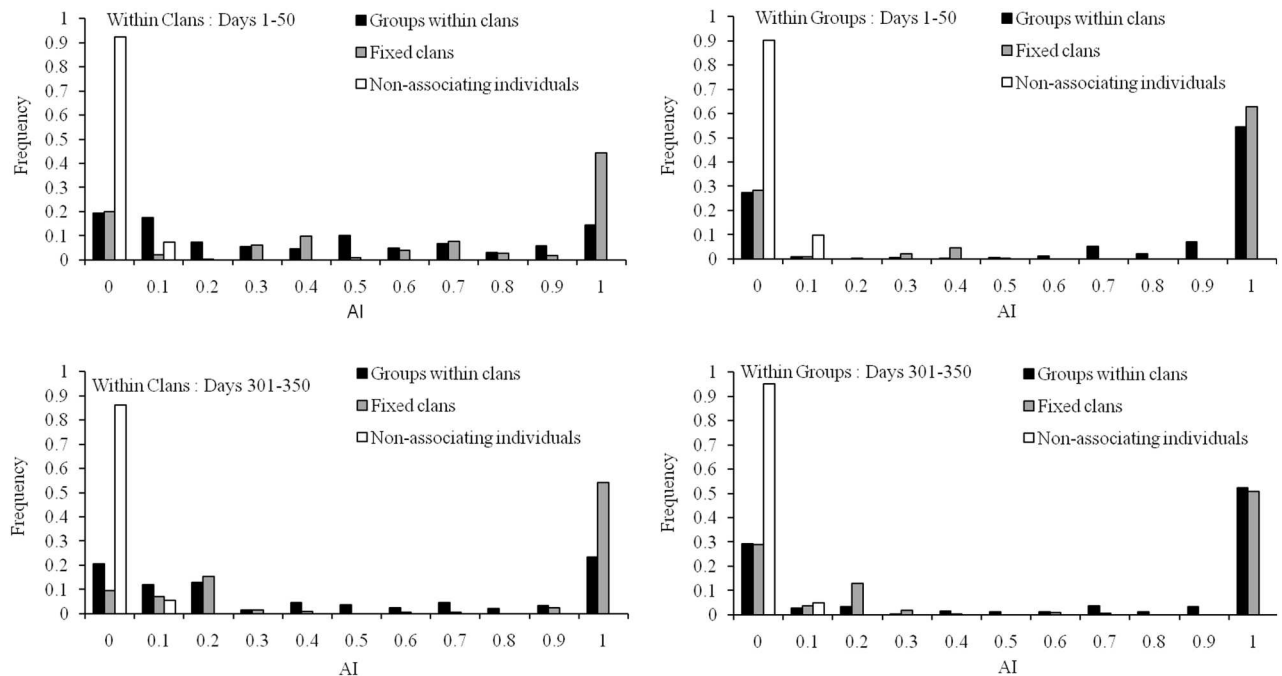 Within Clans : Days 1-50
Groups within clans
Fixed clans
Non-associating individuals
Frequency
1
0.9
0.8
0.7
0.6
0.5
0.4
0.3
0.2
0.1
0
0 0.1 0.2 0.3 0.4 0.5 0.6 0.7 0.8 0.9 1
AI
Within Groups : Days 1-50
Groups within clans
Fixed clans
Non-associating individuals
Frequency
1
0.9
0.8
0.7
0.6
0.5
0.4
0.3
0.2
0.1
0
0 0.1 0.2 0.3 0.4 0.5 0.6 0.7 0.8 0.9 1
AI
Within Clans : Days 301-350
Groups within clans
Fixed clans
Non-associating individuals
Frequency
1
0.9
0.8
0.7
0.6
0.5
0.4
0.3
0.2
0.1
0
0 0.1 0.2 0.3 0.4 0.5 0.6 0.7 0.8 0.9 1
AI
Within Groups : Days 301-350
Groups within clans
Fixed clans
Non-associating individuals
Frequency
1
0.9
0.8
0.7
0.6
0.5
0.4
0.3
0.2
0.1
0
0 0.1 0.2 0.3 0.4 0.5 0.6 0.7 0.8 0.9 1
AI